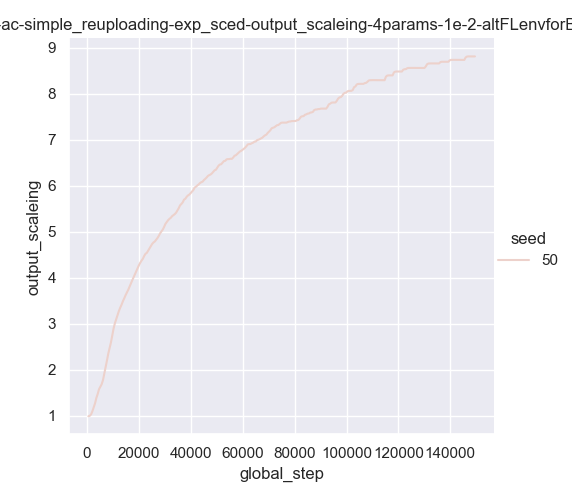 -ac-simple_reuploading-exp_sced-output_scaleing-4params-1e-2-altFLenvforE
9
8
7
6
5
4
3
2
1
output_scaleing
0 20000 40000 60000 80000 100000 120000 140000
global_step
seed
50